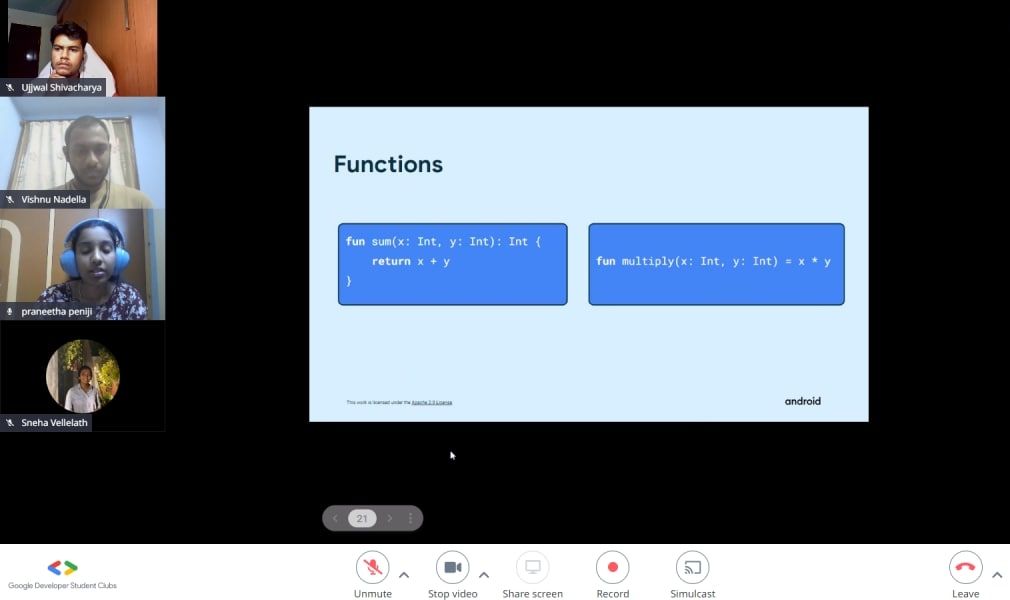 Ujjwal Shivacharya
Vishnu Nadella
praneetha peniji
Sneha Vellelath
Functions
fun sum(x: Int, y: Int): Int {
return x + y
}
fun multiply(x: Int, y: Int) = x * y
This work is licensed under the Apache 2.0 License
android
21
Google Developer Student Clubs
Unmute
Stop video
Share screen
Record
Simulcast
Leave